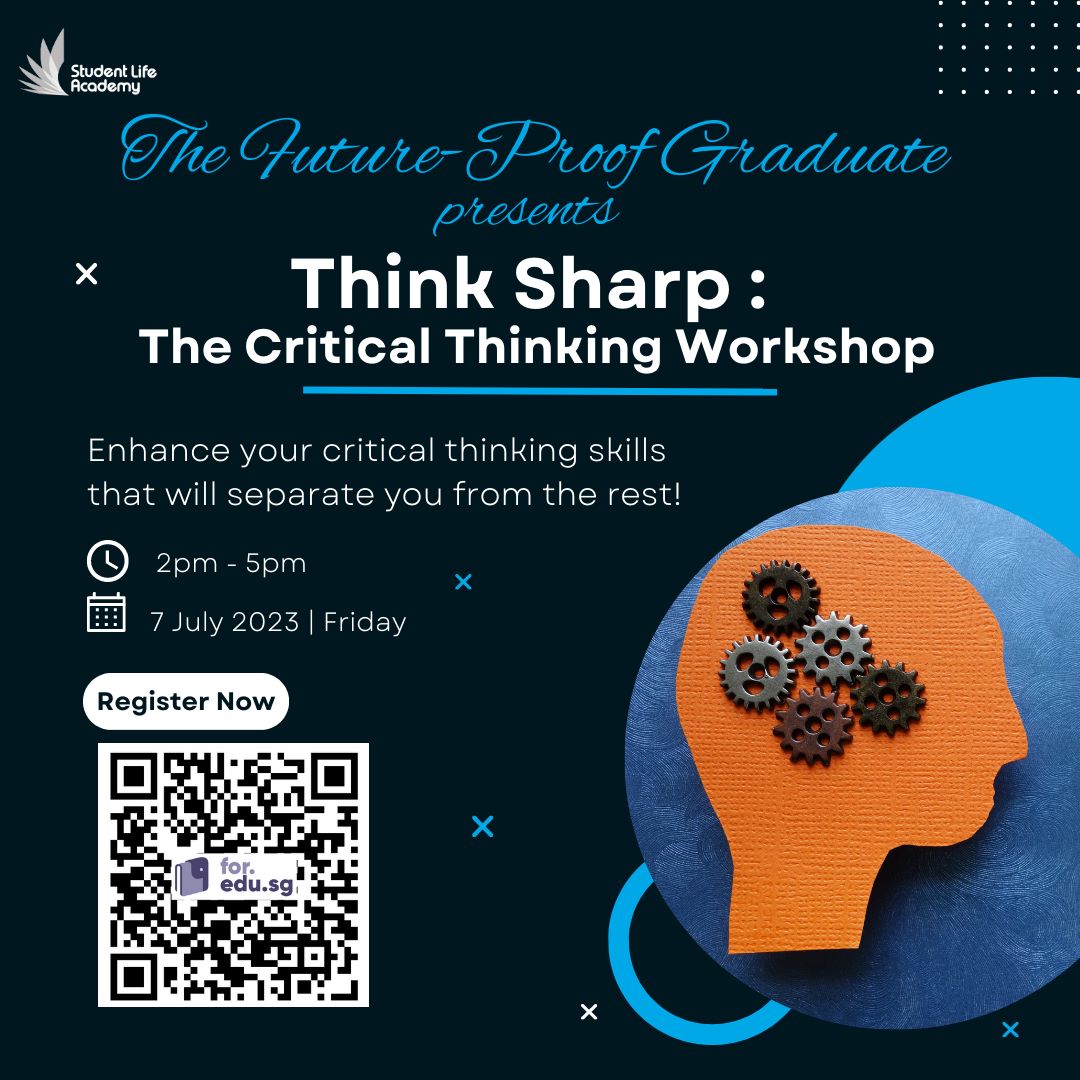 Student Life
Academy
The Future-Proof Graduate
presents
Think Sharp :
The Critical Thinking Workshop
Enhance your critical thinking skills
that will separate you from the rest!
2pm - 5pm
7 July 2023 | Friday
Register Now
for.
edu.sg